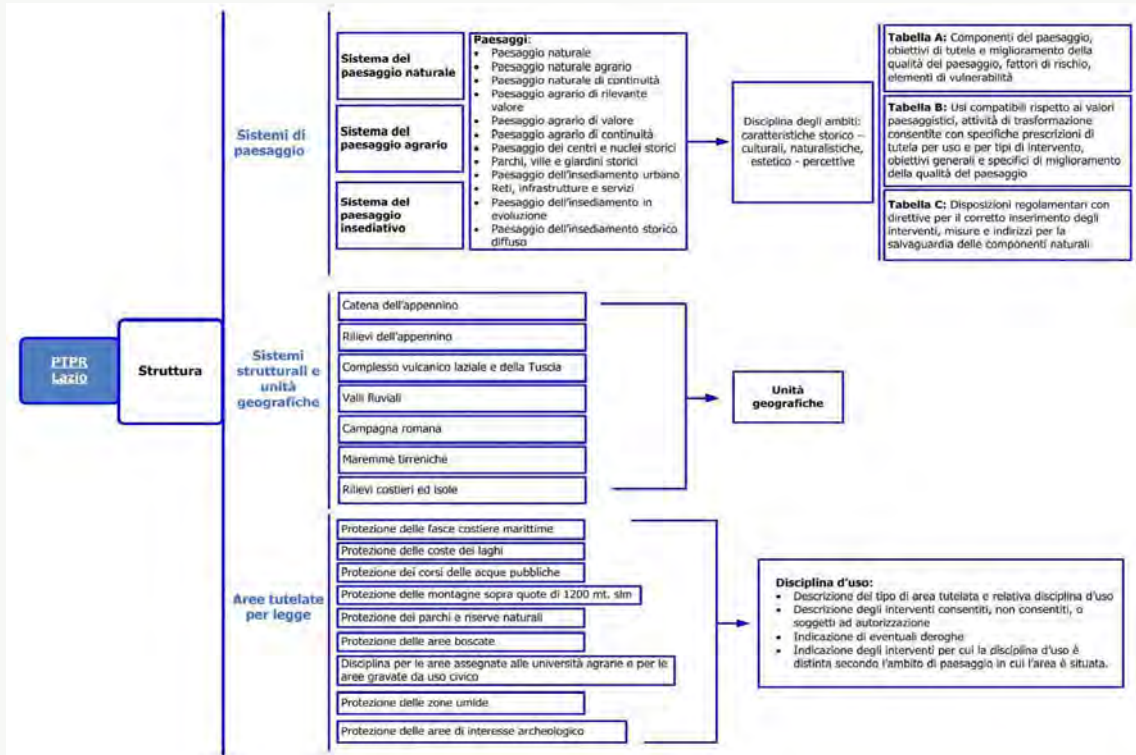 PTPR
Lazio
Struttura
Sistemi di
paesaggio
Sistema del
paesaggio naturale
Sistema del
paesaggio agrario
Sistema del
paesaggio
insediativo
Paesaggi:
• Paesaggio naturale
• Paesaggio naturale agrario
• Paesaggio naturale di continuità
• Paesaggio agrario di rilevante
valore
• Paesaggio agrario di valore
• Paesaggio agrario di continuità
• Paesaggio dei centri e nuclei storici
• Parchi, ville e giardini storici
• Paesaggio dell'insediamento urbano
• Reti, infrastrutture e servizi
• Paesaggio dell'insediamento in
evoluzione
• Paesaggio dell'insediamento storico
diffuso
Disciplina degli ambiti:
caratteristiche storico –
culturali, naturalistiche,
estetico - percettive
Tabella A: Componenti del paesaggio,
obiettivi di tutela e miglioramento della
qualità del paesaggio, fattori di rischio,
elementi di vulnerabilità
Tabella B: Usi compatibili rispetto ai valori
paesaggistici, attività di trasformazione
consentite con specifiche prescrizioni di
tutela per uso e per tipi di intervento,
obiettivi generali e specifici di miglioramento
della qualità del paesaggio
Tabella C: Disposizioni regolamentari con
direttive per il corretto inserimento degli
interventi, misure e indirizzi per la
salvaguardia delle componenti naturali
Sistemi
strutturali e
unità
geografiche
Catena dell'appennino
Rilievi dell'appennino
Complesso vulcanico laziale e della Tuscia
Valli fluviali
Campagna romana
Maremme tirreniche
Rilievi costieri ed isole
Unità
geografiche
Aree tutelate
per legge
Protezione delle fasce costiere marittime
Protezione delle coste dei laghi
Protezione dei corsi delle acque pubbliche
Protezione delle montagne sopra quote di 1200 mt. slm
Protezione dei parchi e riserve naturali
Protezione delle aree boscate
Disciplina per le aree assegnate alle università agrarie e per le
aree gravate da uso civico
Protezione delle zone umide
Protezione delle aree di interesse archeologico
Disciplina d'uso:
• Descrizione del tipo di area tutelata e relativa disciplina d'uso
• Descrizione degli interventi consentiti, non consentiti, o
soggetti ad autorizzazione
• Indicazione di eventuali deroghe
• Indicazione degli interventi per cui la disciplina d'uso è
distinta secondo l'ambito di paesaggio in cui l'area è situata.